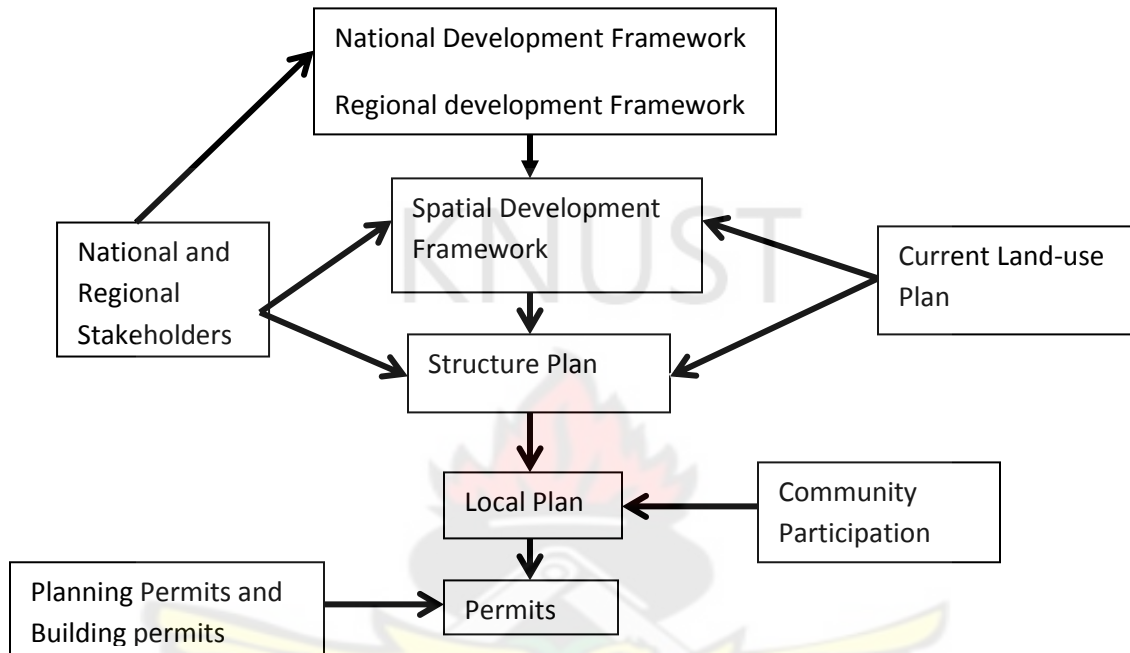 National Development Framework
Regional development Framework
Spatial Development
Framework
National and
Regional
Stakeholders
Current Land-use
Plan
Structure Plan
Local Plan
Community
Participation
Planning Permits and
Building permits
Permits
KNUST